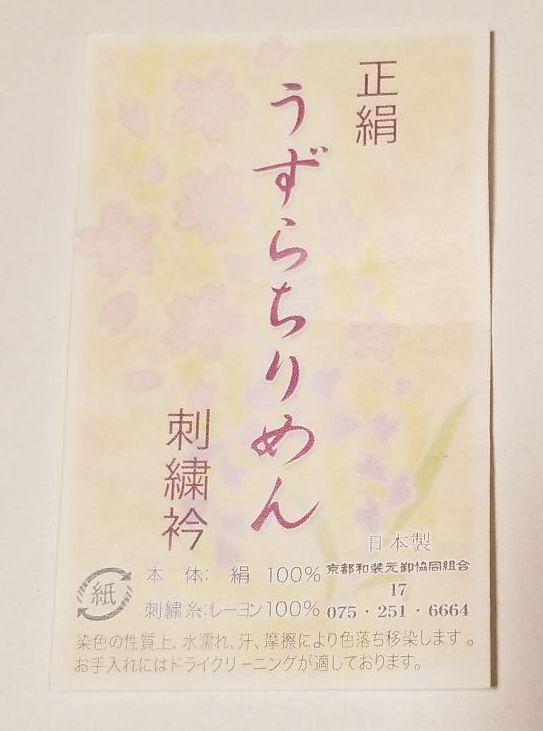 正絹
うずらちりめん
刺繍衿
日本製
紙
本 体: 絹 100%
刺繍糸:レーヨン100%
京都和装元卸協同組合
17
075・251・6664
染色の性質上、水濡れ、汗、摩擦により色落ち移染します。
お手入れにはドライクリーニングが適しております。